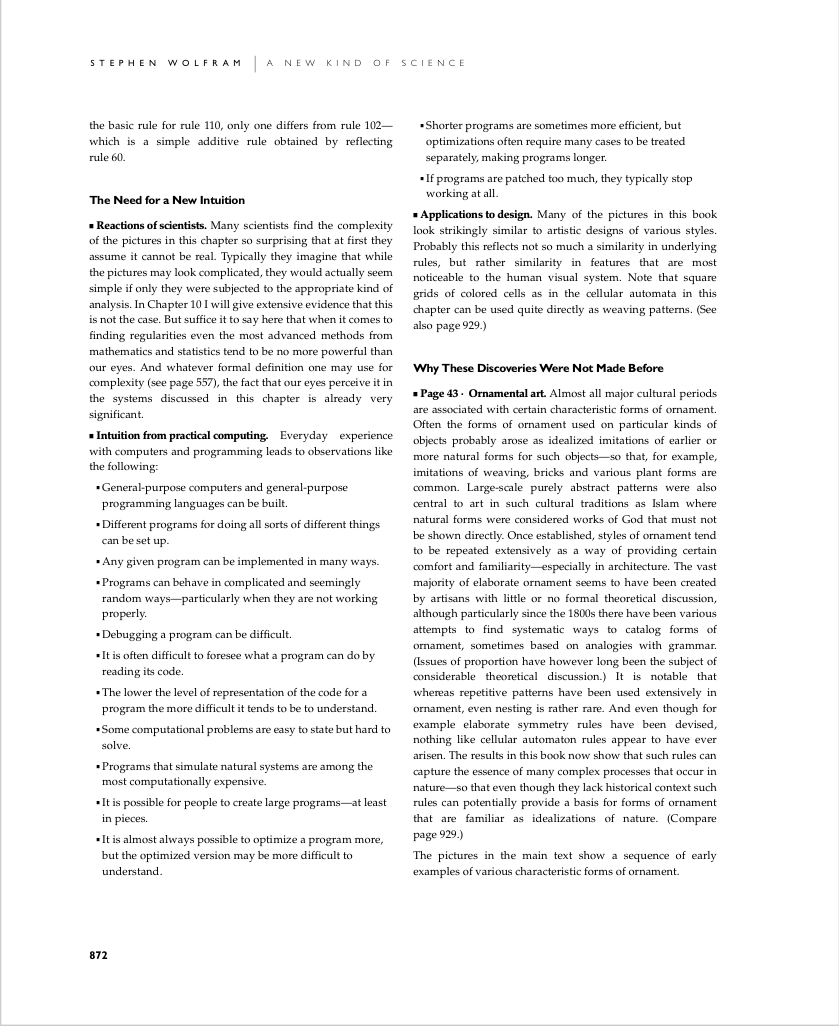 STEPHEN WOLFRAM | A NEW KIND OF SCIENCE
the basic rule for rule 110, only one differs from rule 102—
which is a simple additive rule obtained by reflecting
rule 60.
The Need for a New Intuition
▪ Reactions of scientists. Many scientists find the complexity
of the pictures in this chapter so surprising that at first they
assume it cannot be real. Typically they imagine that while
the pictures may look complicated, they would actually seem
simple if only they were subjected to the appropriate kind of
analysis. In Chapter 10 I will give extensive evidence that this
is not the case. But suffice it to say here that when it comes to
finding regularities even the most advanced methods from
mathematics and statistics tend to be no more powerful than
our eyes. And whatever formal definition one may use for
complexity (see page 557), the fact that our eyes perceive it in
the systems discussed in this chapter is already very
significant.
▪ Intuition from practical computing. Everyday experience
with computers and programming leads to observations like
the following:
▪ General-purpose computers and general-purpose
programming languages can be built.
▪ Different programs for doing all sorts of different things
can be set up.
▪ Any given program can be implemented in many ways.
▪ Programs can behave in complicated and seemingly
random ways—particularly when they are not working
properly.
▪ Debugging a program can be difficult.
▪ It is often difficult to foresee what a program can do by
reading its code.
▪ The lower the level of representation of the code for a
program the more difficult it tends to be to understand.
▪ Some computational problems are easy to state but hard to
solve.
▪ Programs that simulate natural systems are among the
most computationally expensive.
▪ It is possible for people to create large programs—at least
in pieces.
▪ It is almost always possible to optimize a program more,
but the optimized version may be more difficult to
understand.
▪ Shorter programs are sometimes more efficient, but
optimizations often require many cases to be treated
separately, making programs longer.
▪ If programs are patched too much, they typically stop
working at all.
▪ Applications to design. Many of the pictures in this book
look strikingly similar to artistic designs of various styles.
Probably this reflects not so much a similarity in underlying
rules, but rather similarity in features that are most
noticeable to the human visual system. Note that square
grids of colored cells as in the cellular automata in this
chapter can be used quite directly as weaving patterns. (See
also page 929.)
Why These Discoveries Were Not Made Before
▪ Page 43 · Ornamental art. Almost all major cultural periods
are associated with certain characteristic forms of ornament.
Often the forms of ornament used on particular kinds of
objects probably arose as idealized imitations of earlier or
more natural forms for such objects—so that, for example,
imitations of weaving, bricks and various plant forms are
common. Large-scale purely abstract patterns were also
central to art in such cultural traditions as Islam where
natural forms were considered works of God that must not
be shown directly. Once established, styles of ornament tend
to be repeated extensively as a way of providing certain
comfort and familiarity—especially in architecture. The vast
majority of elaborate ornament seems to have been created
by artisans with little or no formal theoretical discussion,
although particularly since the 1800s there have been various
attempts to find systematic ways to catalog forms of
ornament, sometimes based on analogies with grammar.
(Issues of proportion have however long been the subject of
considerable theoretical discussion.) It is notable that
whereas repetitive patterns have been used extensively in
ornament, even nesting is rather rare. And even though for
example elaborate symmetry rules have been devised,
nothing like cellular automaton rules appear to have ever
arisen. The results in this book now show that such rules can
capture the essence of many complex processes that occur in
nature—so that even though they lack historical context such
rules can potentially provide a basis for forms of ornament
that are familiar as idealizations of nature. (Compare
page 929.)
The pictures in the main text show a sequence of early
examples of various characteristic forms of ornament.
872